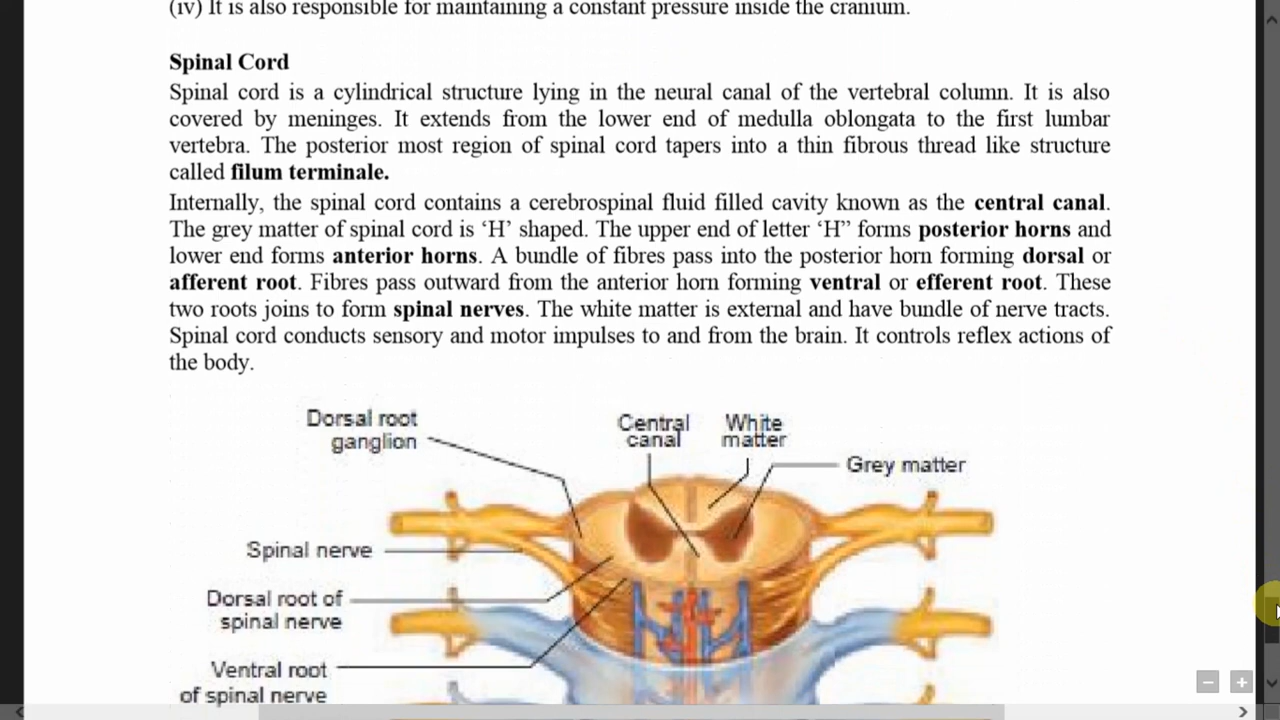 (iv) It is also responsible for maintaining a constant pressure inside the cranium.
Spinal Cord
Spinal cord is a cylindrical structure lying in the neural canal of the vertebral column. It is also
covered by meninges. It extends from the lower end of medulla oblongata to the first lumbar
vertebra. The posterior most region of spinal cord tapers into a thin fibrous thread like structure
called filum terminale.
Internally, the spinal cord contains a cerebrospinal fluid filled cavity known as the central canal.
The grey matter of spinal cord is ‘H’ shaped. The upper end of letter ‘H” forms posterior horns and
lower end forms anterior horns. A bundle of fibres pass into the posterior horn forming dorsal or
afferent root. Fibres pass outward from the anterior horn forming ventral or efferent root. These
two roots joins to form spinal nerves. The white matter is external and have bundle of nerve tracts.
Spinal cord conducts sensory and motor impulses to and from the brain. It controls reflex actions of
the body.
Dorsal root
ganglion
Central
canal
White
matter
Grey matter
Spinal nerve
Dorsal root of
spinal nerve
Ventral root
of spinal nerve